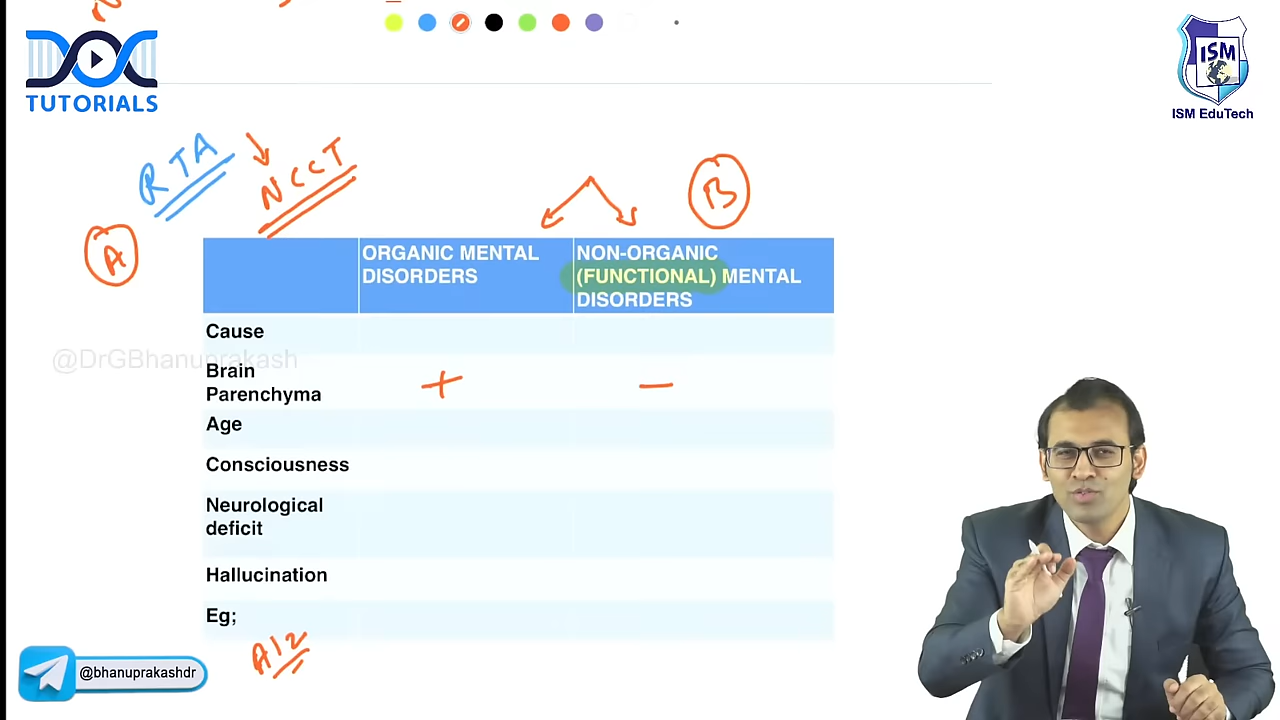 DOC
TUTORIALS
ISM
ISM EduTech
RTA
NCCT
A
B
ORGANIC MENTAL
DISORDERS
NON-ORGANIC
(FUNCTIONAL) MENTAL
DISORDERS
Cause
@DrGBhanuprakash
Brain
Parenchyma
+
-
Age
Consciousness
Neurological
deficit
Hallucination
Eg;
Alz
@bhanuprakashdr